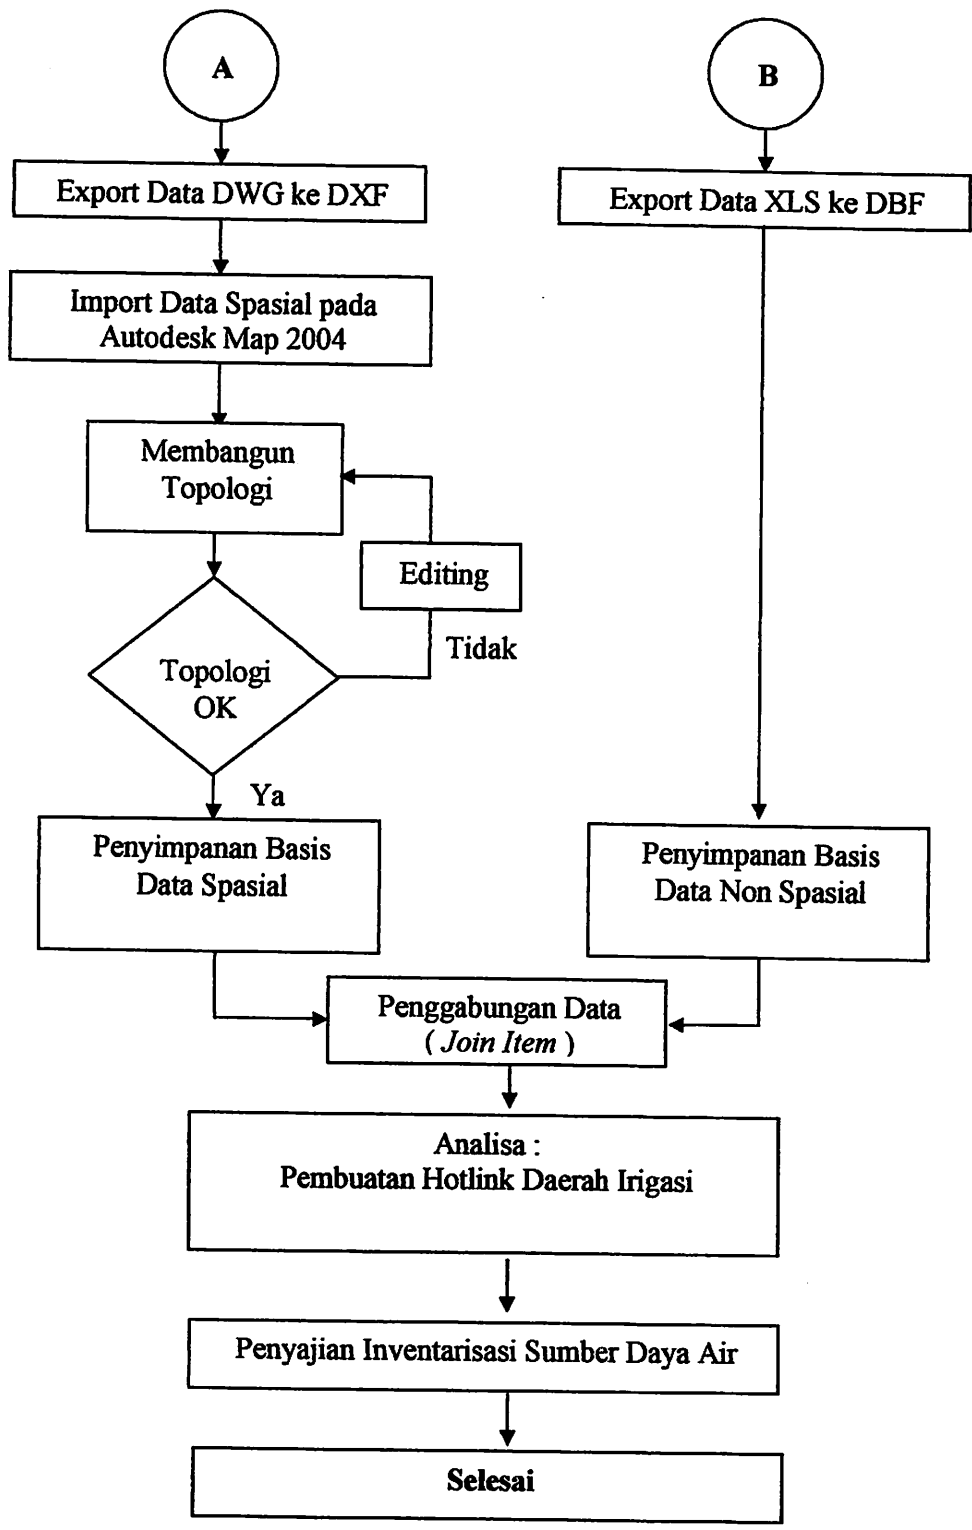 A
B
Export Data DWG ke DXF
Export Data XLS ke DBF
Import Data Spasial pada
Autodesk Map 2004
Membangun
Topologi
Editing
Tidak
Topologi
OK
Ya
Penyimpanan Basis
Data Spasial
Penyimpanan Basis
Data Non Spasial
Penggabungan Data
( Join Item )
Analisa :
Pembuatan Hotlink Daerah Irigasi
Penyajian Inventarisasi Sumber Daya Air
Selesai